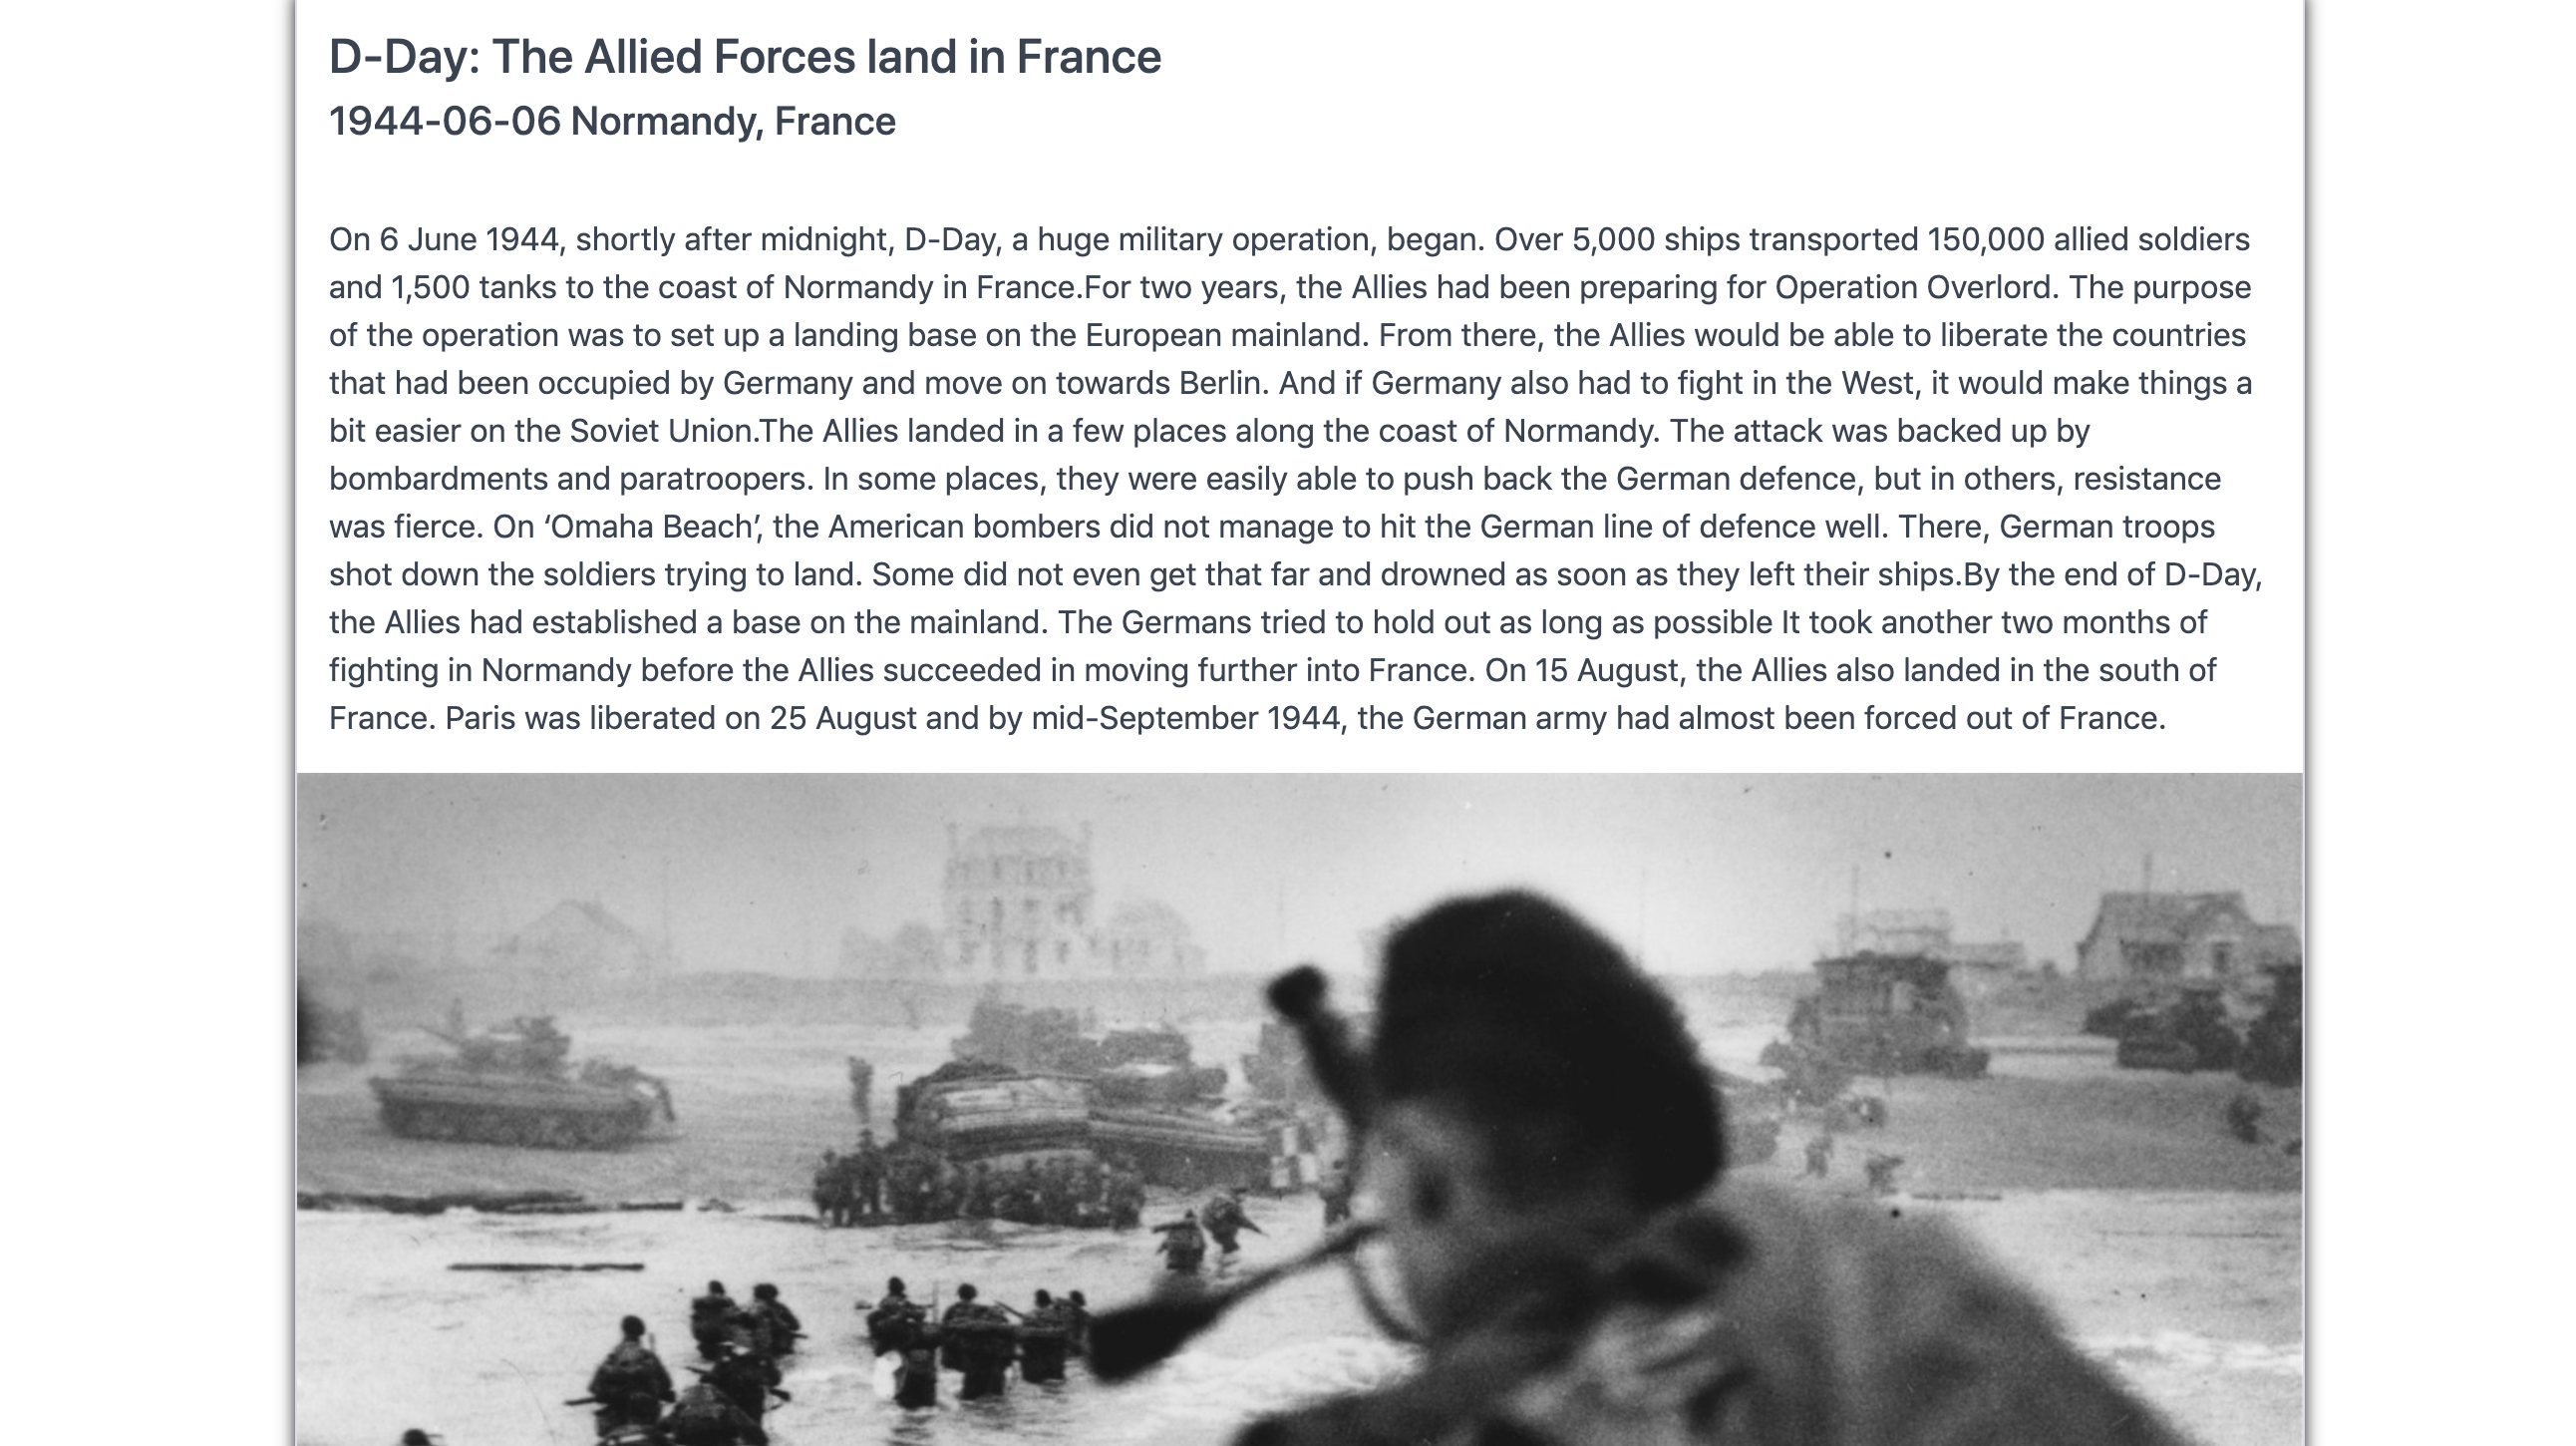 D-Day: The Allied Forces land in France
1944-06-06 Normandy, France
On 6 June 1944, shortly after midnight, D-Day, a huge military operation, began. Over 5,000 ships transported 150,000 allied soldiers
and 1,500 tanks to the coast of Normandy in France.For two years, the Allies had been preparing for Operation Overlord. The purpose
of the operation was to set up a landing base on the European mainland. From there, the Allies would be able to liberate the countries
that had been occupied by Germany and move on towards Berlin. And if Germany also had to fight in the West, it would make things a
bit easier on the Soviet Union.The Allies landed in a few places along the coast of Normandy. The attack was backed up by
bombardments and paratroopers. In some places, they were easily able to push back the German defence, but in others, resistance
was fierce. On ‘Omaha Beach’, the American bombers did not manage to hit the German line of defence well. There, German troops
shot down the soldiers trying to land. Some did not even get that far and drowned as soon as they left their ships.By the end of D-Day,
the Allies had established a base on the mainland. The Germans tried to hold out as long as possible It took another two months of
fighting in Normandy before the Allies succeeded in moving further into France. On 15 August, the Allies also landed in the south of
France. Paris was liberated on 25 August and by mid-September 1944, the German army had almost been forced out of France.